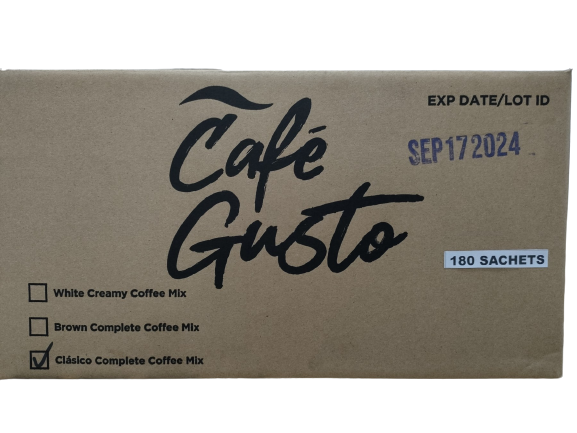 EXP DATE/LOT ID
Café
SEP 17 2024
Gusto
180 SACHETS
White Creamy Coffee Mix
Brown Complete Coffee Mix
Clásico Complete Coffee Mix